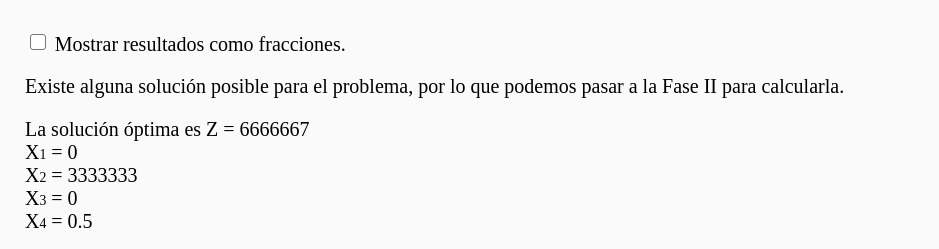 Mostrar resultados como fracciones.
Existe alguna solución posible para el problema, por lo que podemos pasar a la Fase II para calcularla.
La solución óptima es Z = 6666667
X1 = 0
X2 = 3333333
X3 = 0
X4 = 0.5